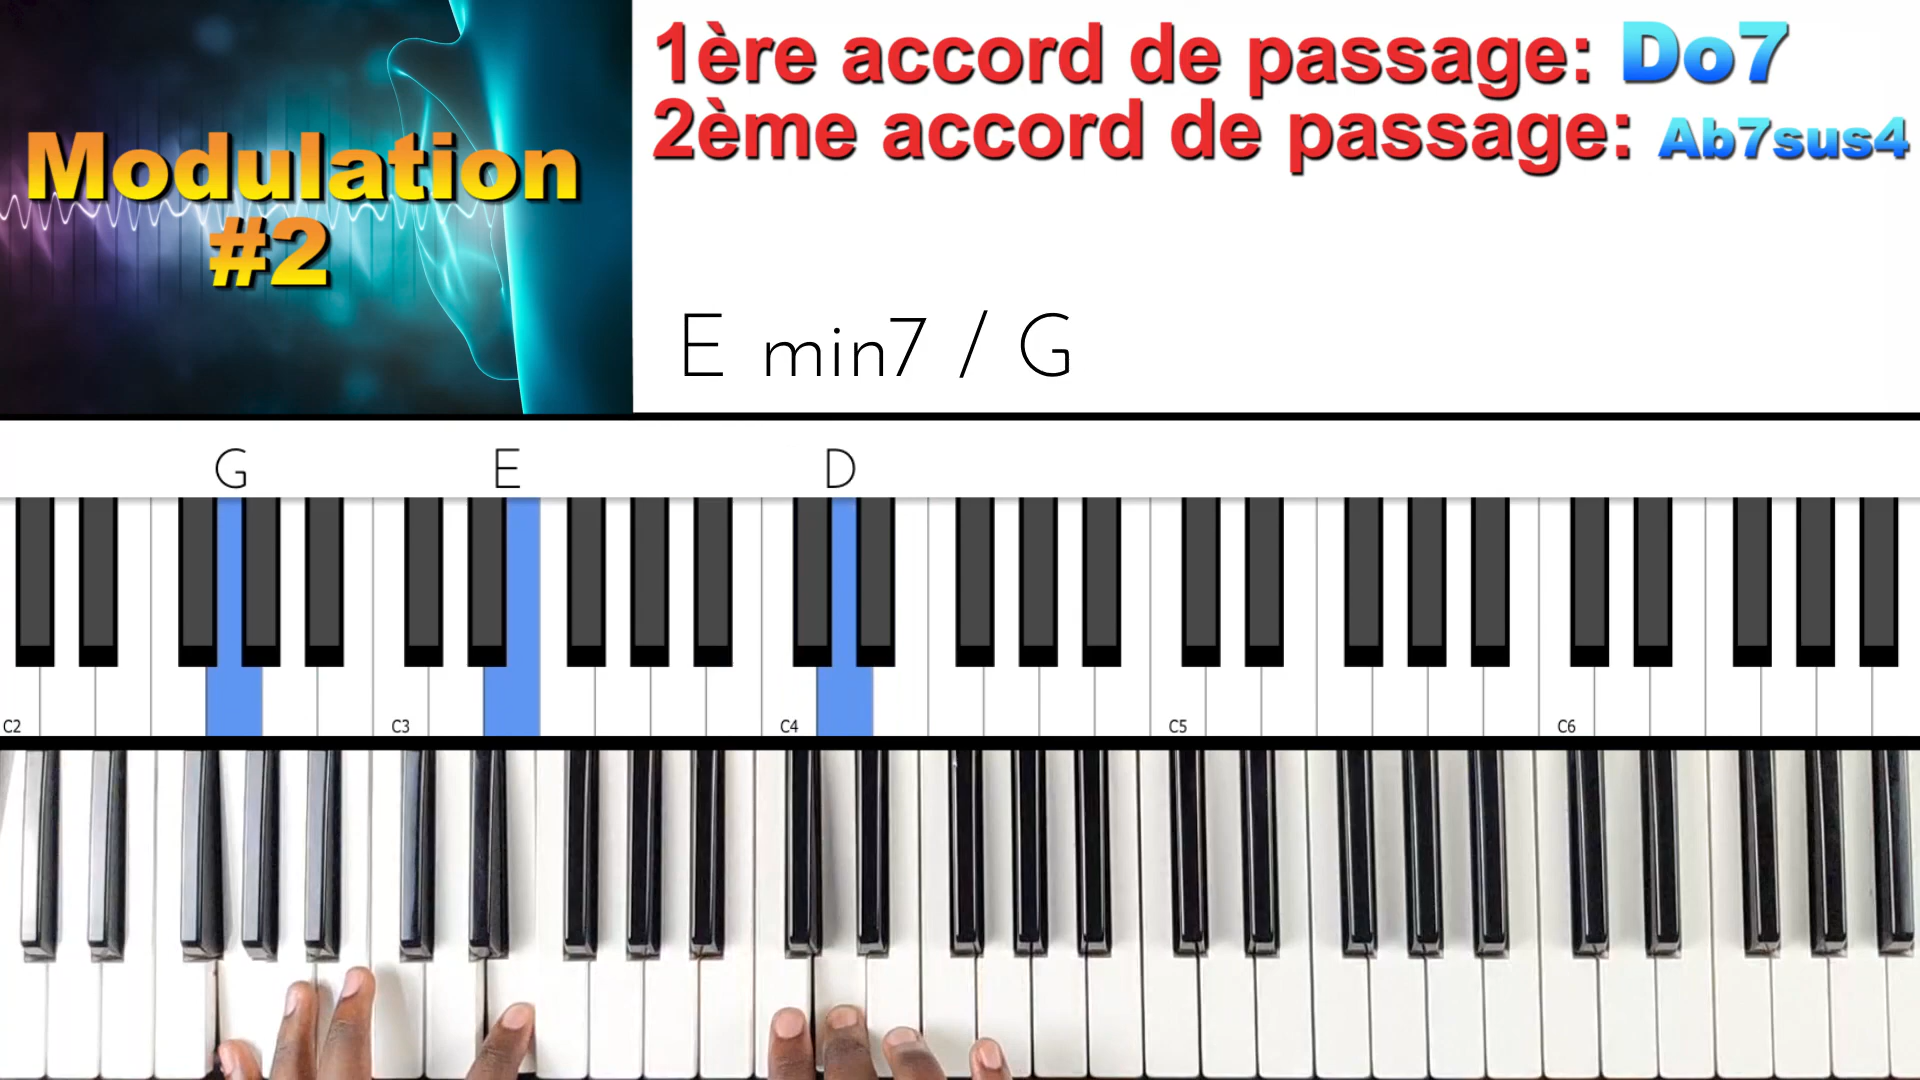 Modulation
#2
1ère accord de passage: Do7
2ème accord de passage: Ab7sus4
E min7 / G
G E D
C2 C3 C4 C5 C6